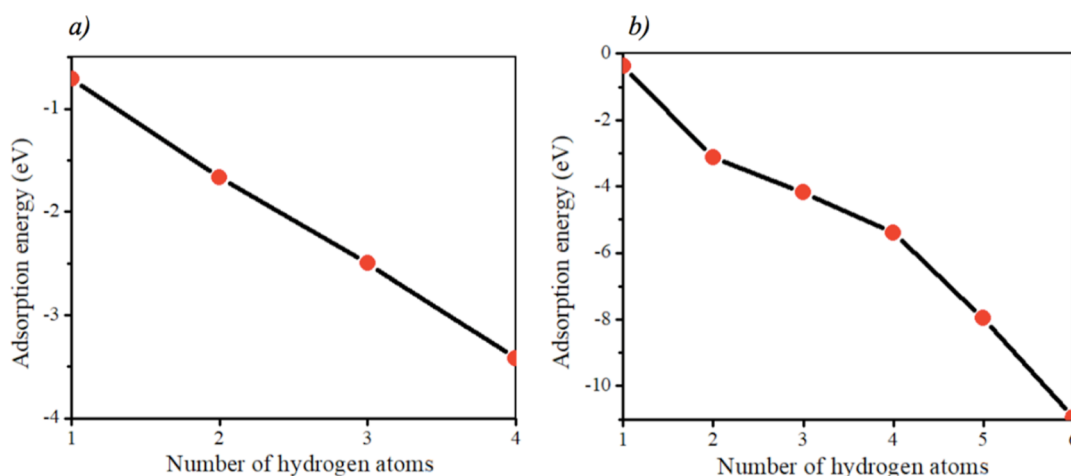 a)
Adsorption energy (eV)
-1
-2
-3
-4
1 2 3 4
Number of hydrogen atoms
b)
Adsorption energy (eV)
0
-2
-4
-6
-8
-10
1 2 3 4 5 6
Number of hydrogen atoms